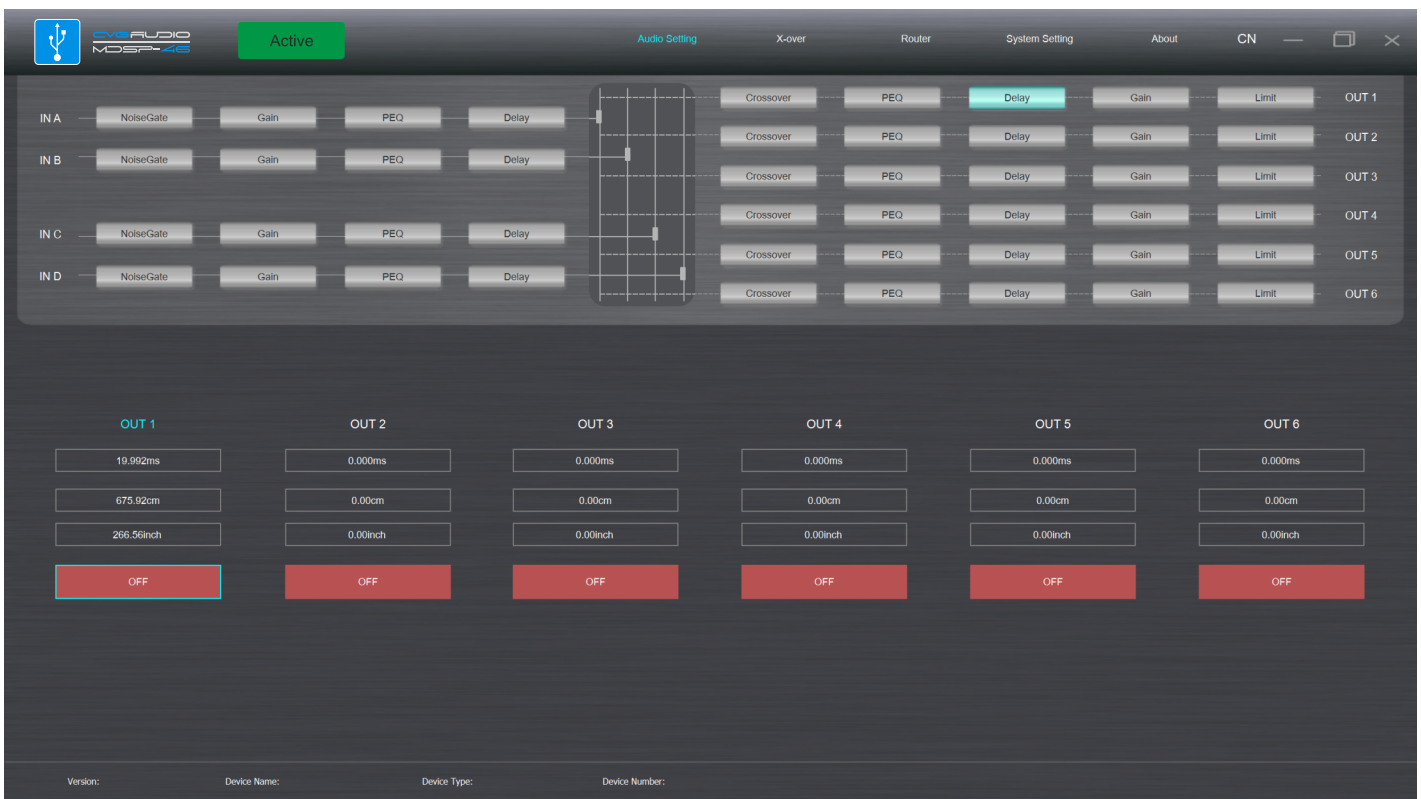 CVGAUDIO
MDSP-46
Active
Audio Setting X-over Router System Setting About CN
IN A NoiseGate Gain PEQ Delay
IN B NoiseGate Gain PEQ Delay
IN C NoiseGate Gain PEQ Delay
IN D NoiseGate Gain PEQ Delay
Crossover PEQ Delay Gain Limit OUT 1
Crossover PEQ Delay Gain Limit OUT 2
Crossover PEQ Delay Gain Limit OUT 3
Crossover PEQ Delay Gain Limit OUT 4
Crossover PEQ Delay Gain Limit OUT 5
Crossover PEQ Delay Gain Limit OUT 6
OUT 1 OUT 2 OUT 3 OUT 4 OUT 5 OUT 6
19.992ms 0.000ms 0.000ms 0.000ms 0.000ms 0.000ms
675.92cm 0.00cm 0.00cm 0.00cm 0.00cm 0.00cm
266.56inch 0.00inch 0.00inch 0.00inch 0.00inch 0.00inch
OFF OFF OFF OFF OFF OFF
Version: Device Name: Device Type: Device Number: